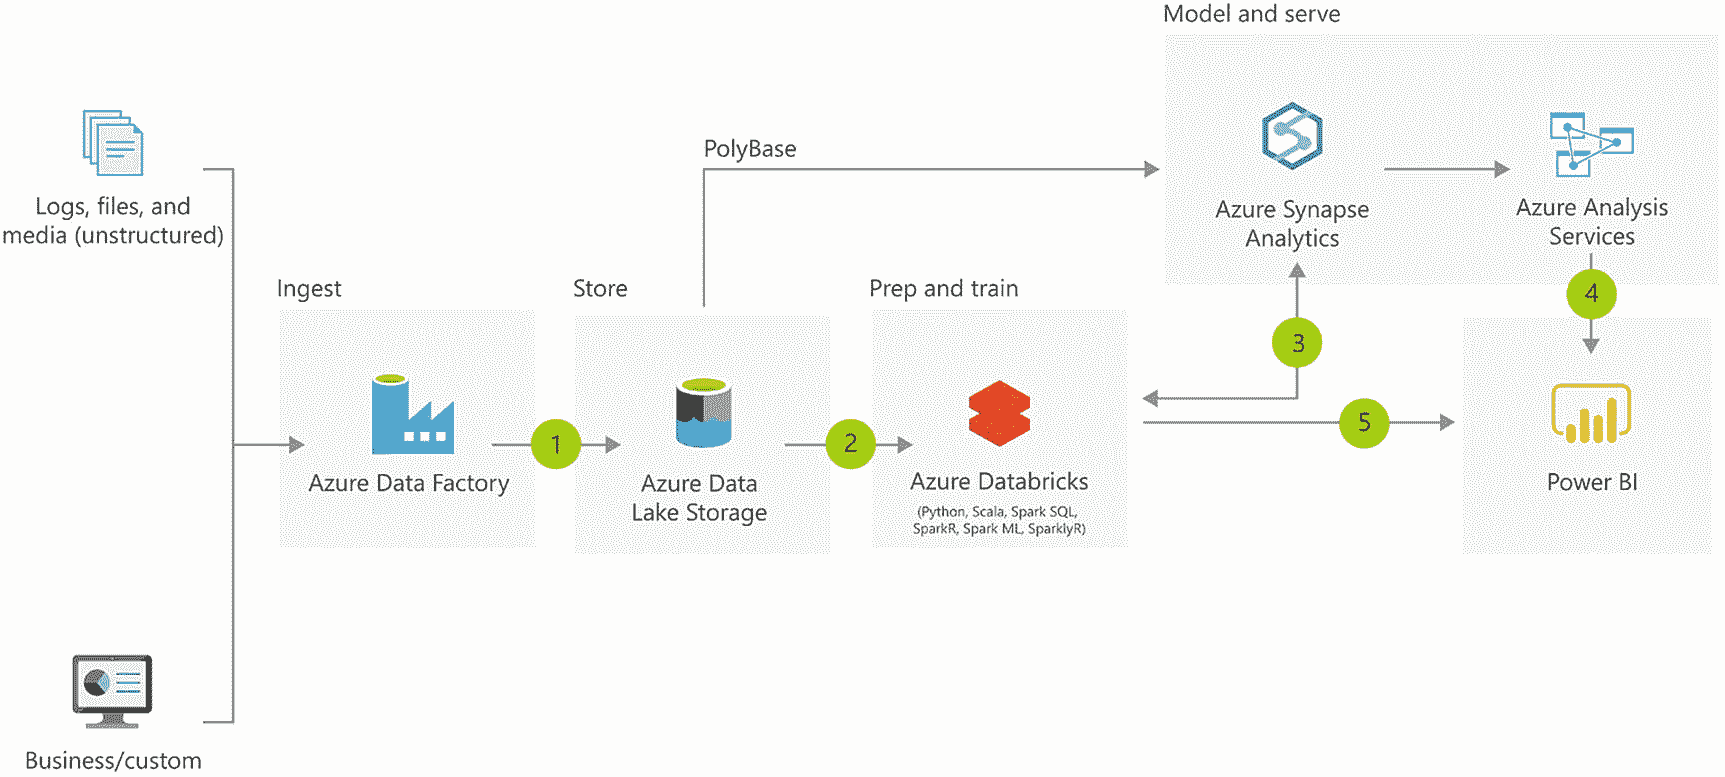 Model and serve
PolyBase
Logs, files, and
media (unstructured)
Azure Synapse
Analytics
Azure Analysis
Services
Ingest
Store
Prep and train
4
3
5
1
2
Azure Data Factory
Azure Data
Lake Storage
Azure Databricks
(Python, Scala, Spark SQL,
SparkR, Spark ML, SparklyR)
Power BI
Business/custom